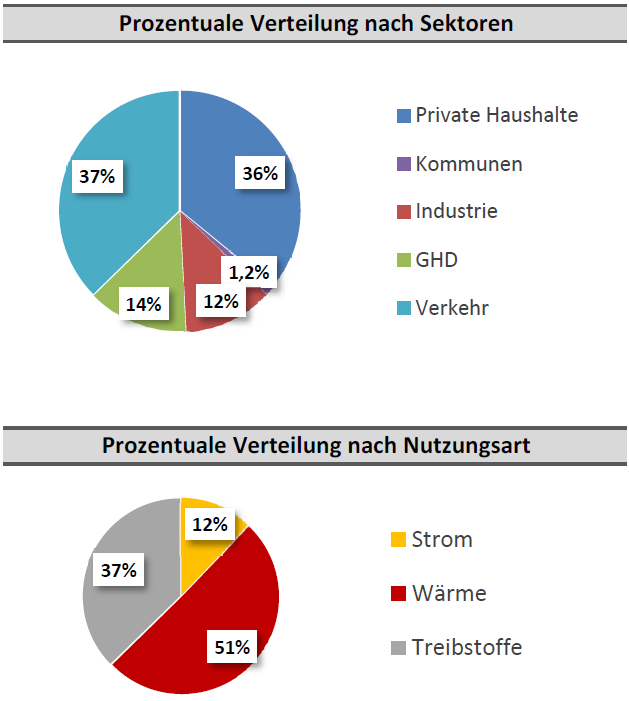 Prozentuale Verteilung nach Sektoren
37%
36%
1,2%
12%
14%
Private Haushalte
Kommunen
Industrie
GHD
Verkehr
Prozentuale Verteilung nach Nutzungsart
12%
37%
51%
Strom
Wärme
Treibstoffe